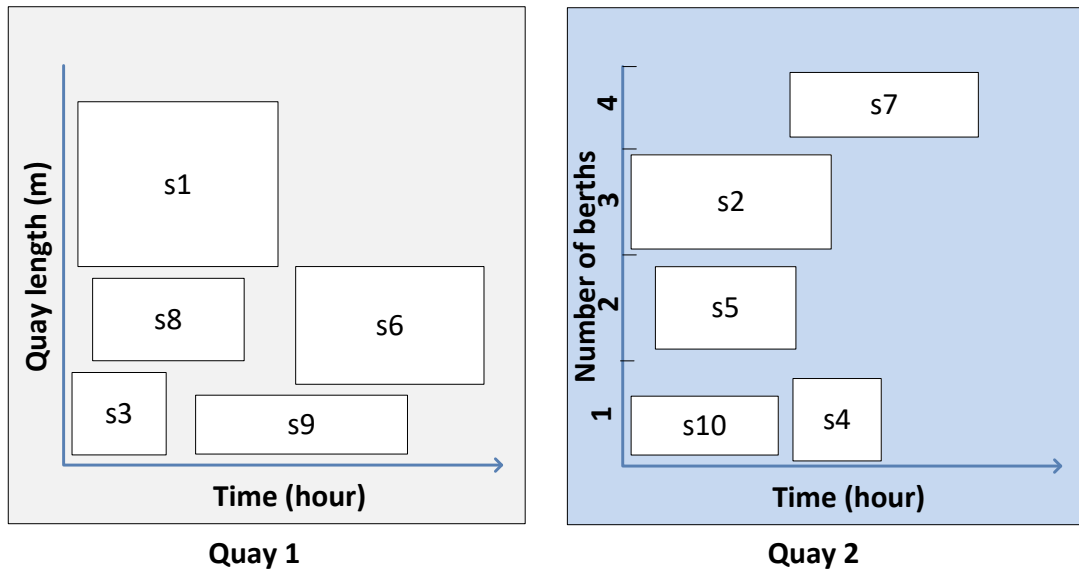 Quay length (m)
s1
s8
s6
s3
s9
Time (hour)
Quay 1
Number of berths
4
3
2
1
s7
s2
s5
s10
s4
Time (hour)
Quay 2